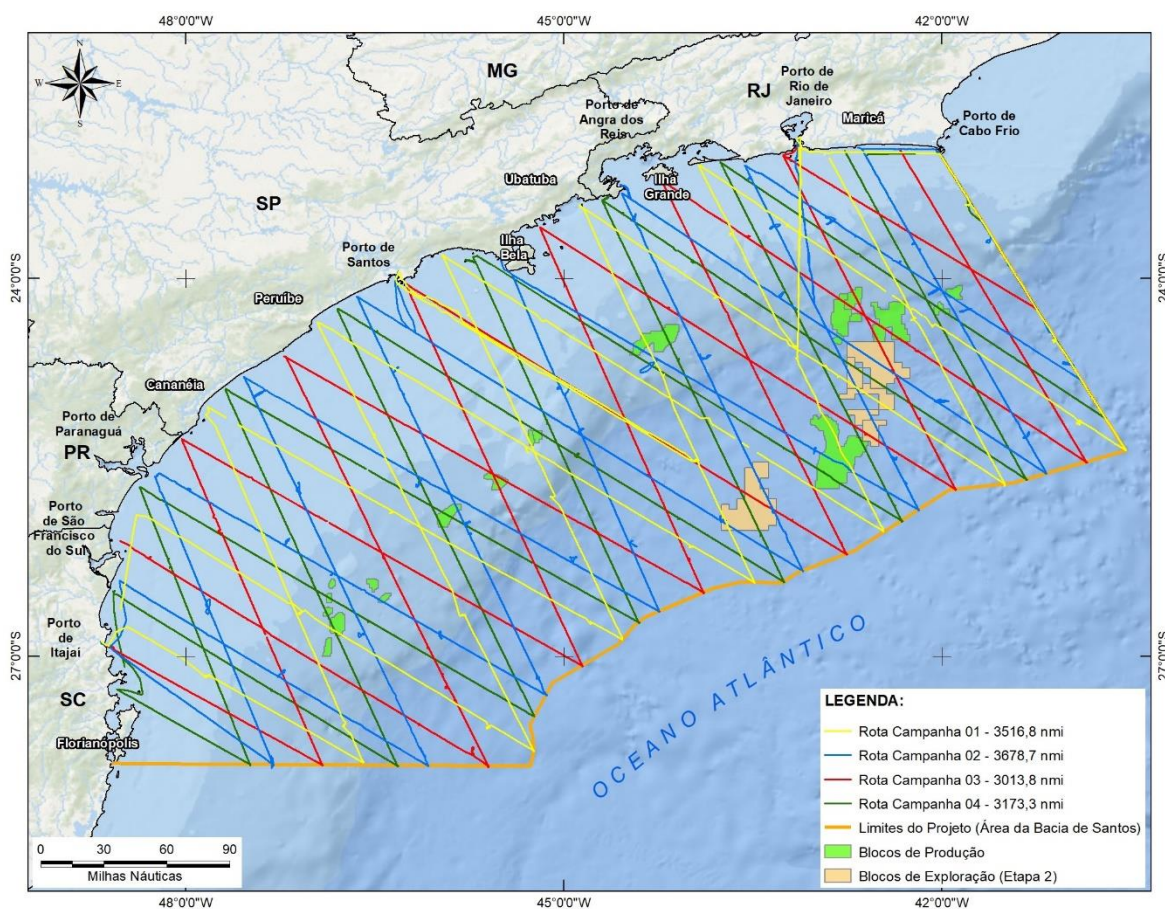 48°0'0"W 45°0'0"W 42°0'0"W
N
W E
S
MG
RJ
Porto de
Rio de
Janeiro
Porto de
Angra dos
Reis
Maricá
Porto de
Cabo Frio
Ubatuba
Ilha
Grande
SP
Ilha
Bela
Porto de
Santos
24°0'0"S 24°0'0"S
Peruíbe
Cananéia
Porto de
Paranaguá
PR
Porto
de São
Francisco
do Sul
Porto
de
Itajaí
27°0'0"S 27°0'0"S
SC
Florianópolis
OCEANO ATLÂNTICO
LEGENDA:
Rota Campanha 01 - 3516,8 nmi
Rota Campanha 02 - 3678,7 nmi
Rota Campanha 03 - 3013,8 nmi
Rota Campanha 04 - 3173,3 nmi
Limites do Projeto (Área da Bacia de Santos)
Blocos de Produção
Blocos de Exploração (Etapa 2)
0 30 60 90
Milhas Náuticas
48°0'0"W 45°0'0"W 42°0'0"W